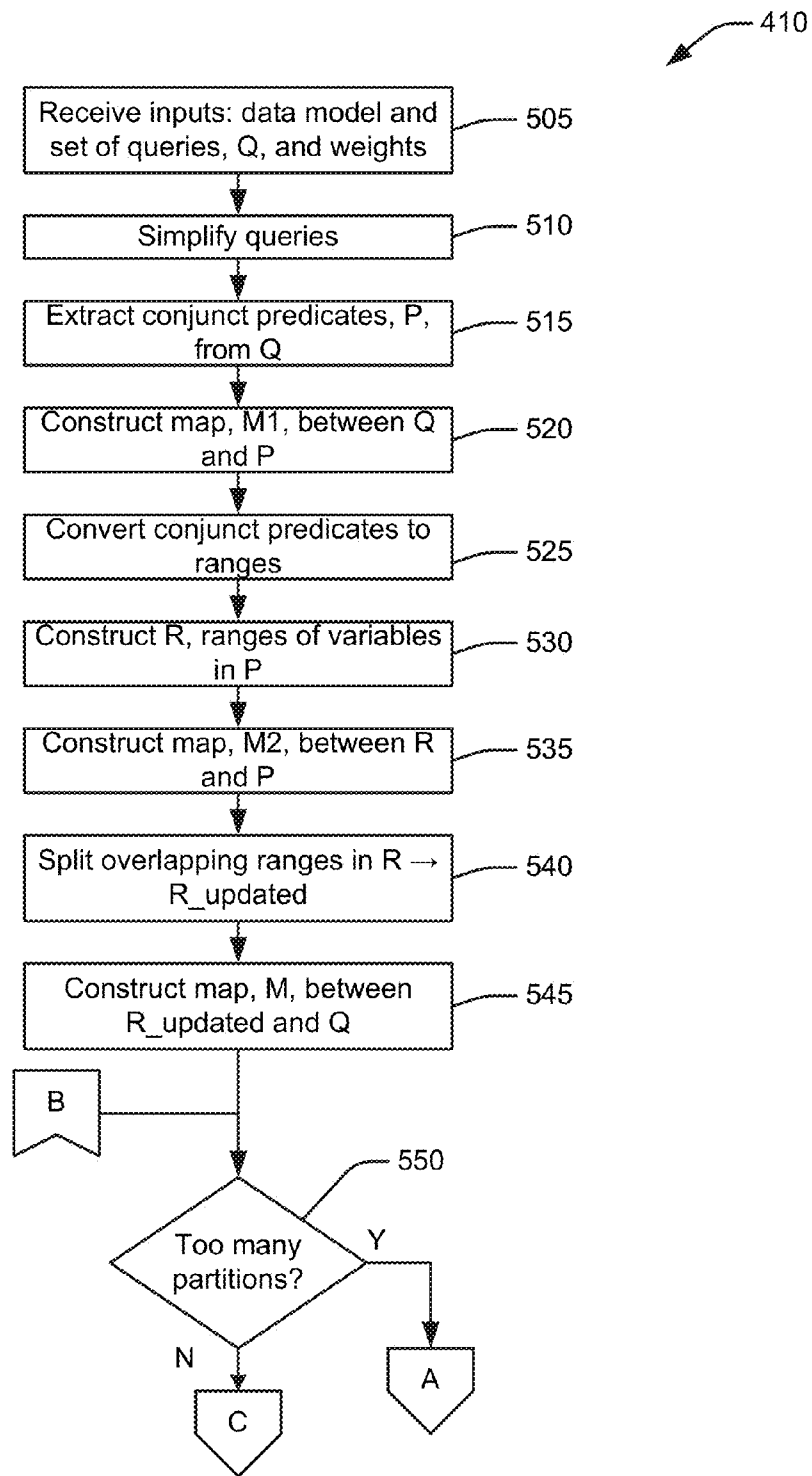 410
Receive inputs: data model and
set of queries, Q, and weights
505
Simplify queries
510
Extract conjunct predicates, P,
from Q
515
Construct map, M1, between Q
and P
520
Convert conjunct predicates to
ranges
525
Construct R, ranges of variables
in P
530
Construct map, M2, between R
and P
535
Split overlapping ranges in R →
R_updated
540
Construct map, M, between
R_updated and Q
545
B
550
Too many
partitions?
Y
N
A
C